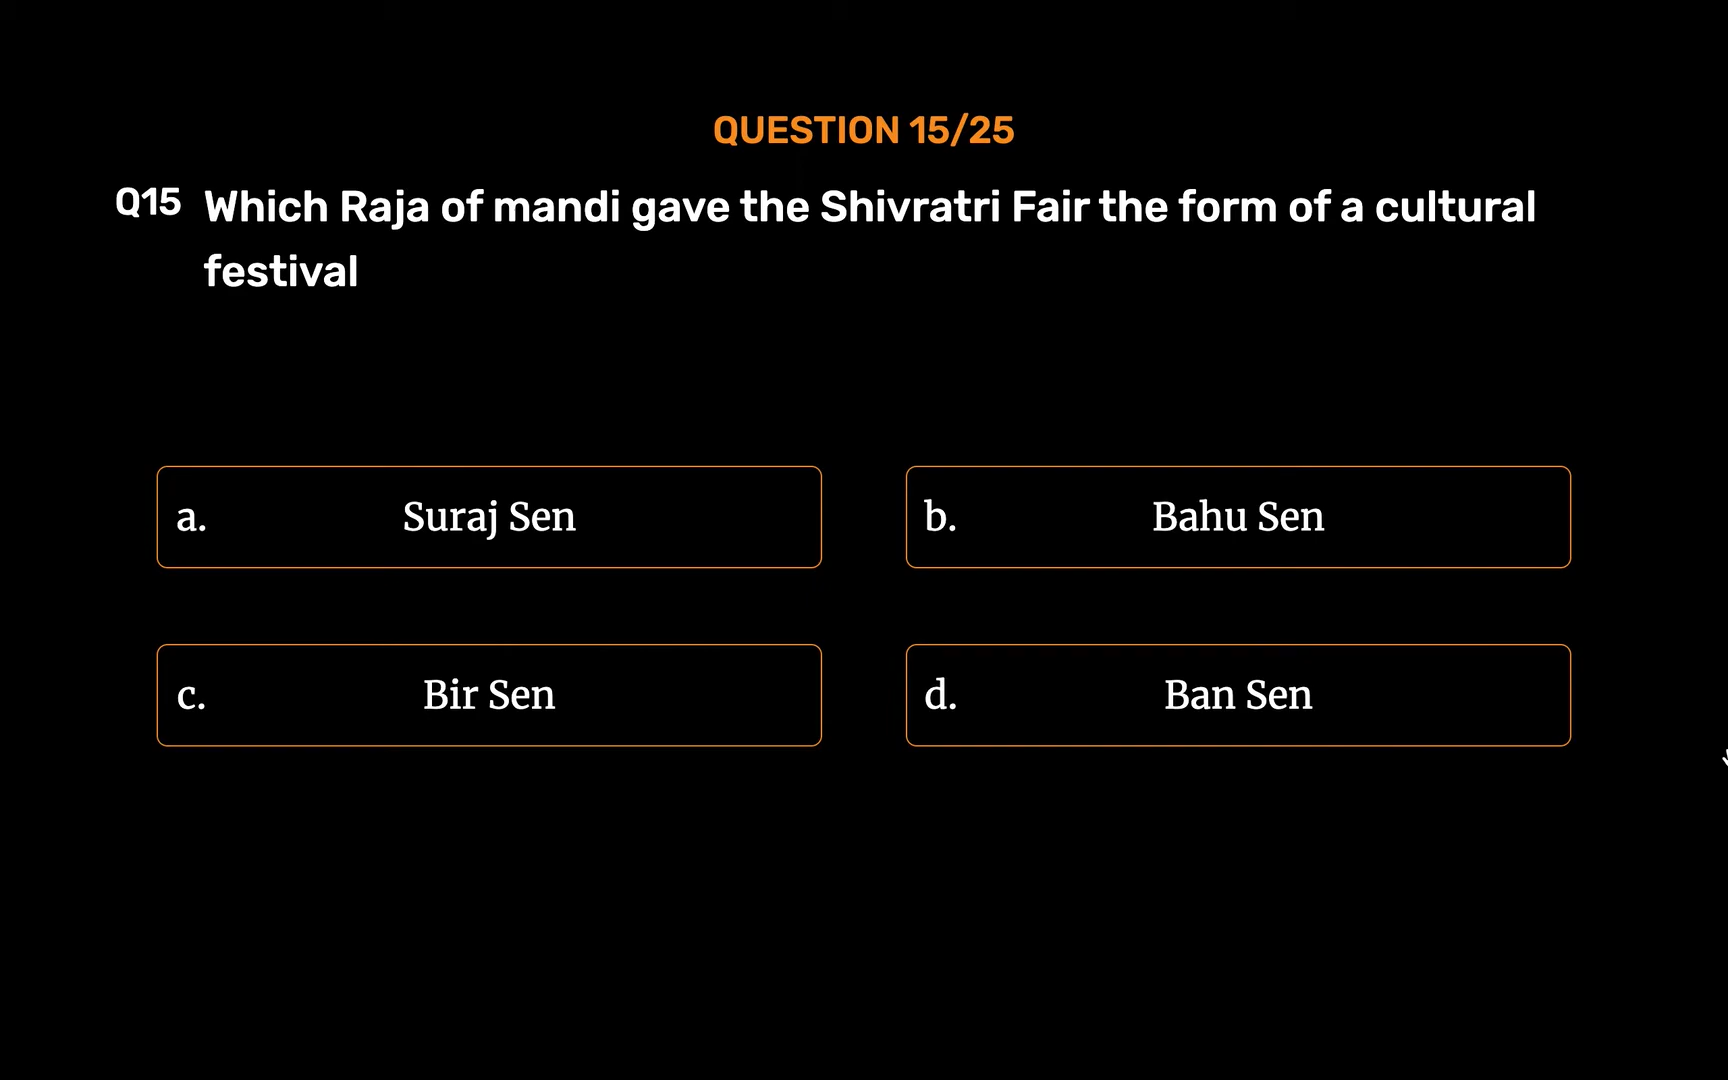 QUESTION 15/25
Q15 Which Raja of mandi gave the Shivratri Fair the form of a cultural
festival
a. Suraj Sen
b. Bahu Sen
c. Bir Sen
d. Ban Sen